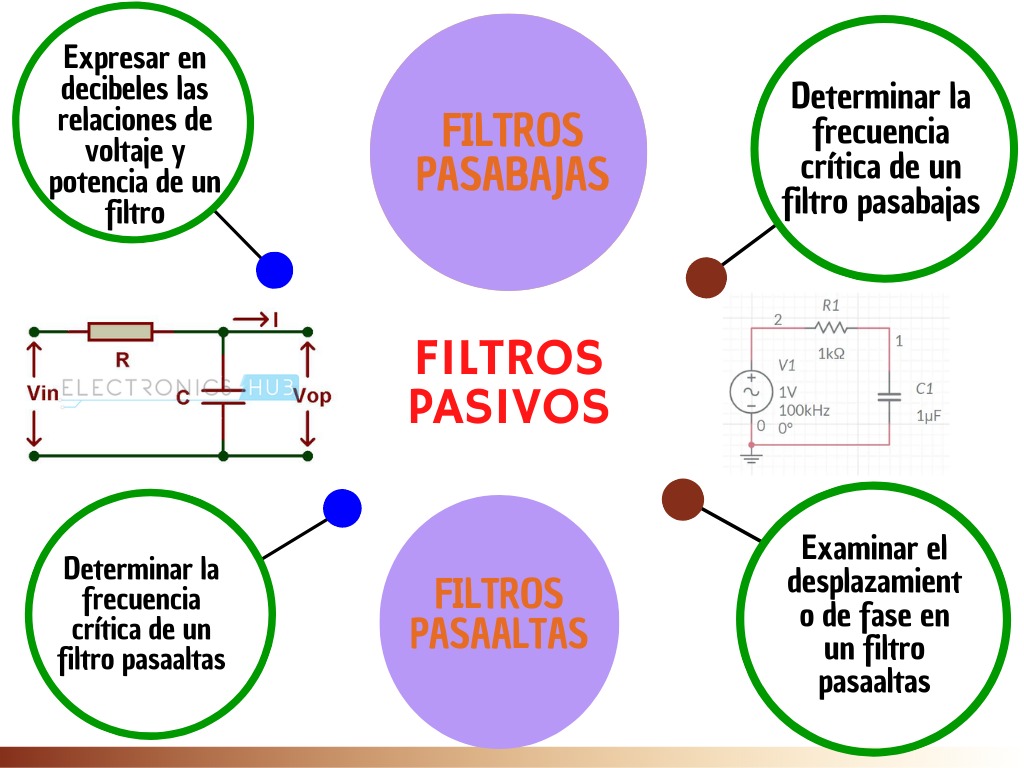 Expresar en
decibeles las
relaciones de
voltaje y
potencia de un
filtro
FILTROS
PASABAJAS
Determinar la
frecuencia
crítica de un
filtro pasabajas
I
R
Vin
ELECTRONICS HUB
C
Vop
FILTROS
PASIVOS
R1
2
1kΩ
1
V1
1V
100kHz
0 0°
C1
1µF
Determinar la
frecuencia
crítica de un
filtro pasaaltas
FILTROS
PASAALTAS
Examinar el
desplazamient
o de fase en
un filtro
pasaaltas